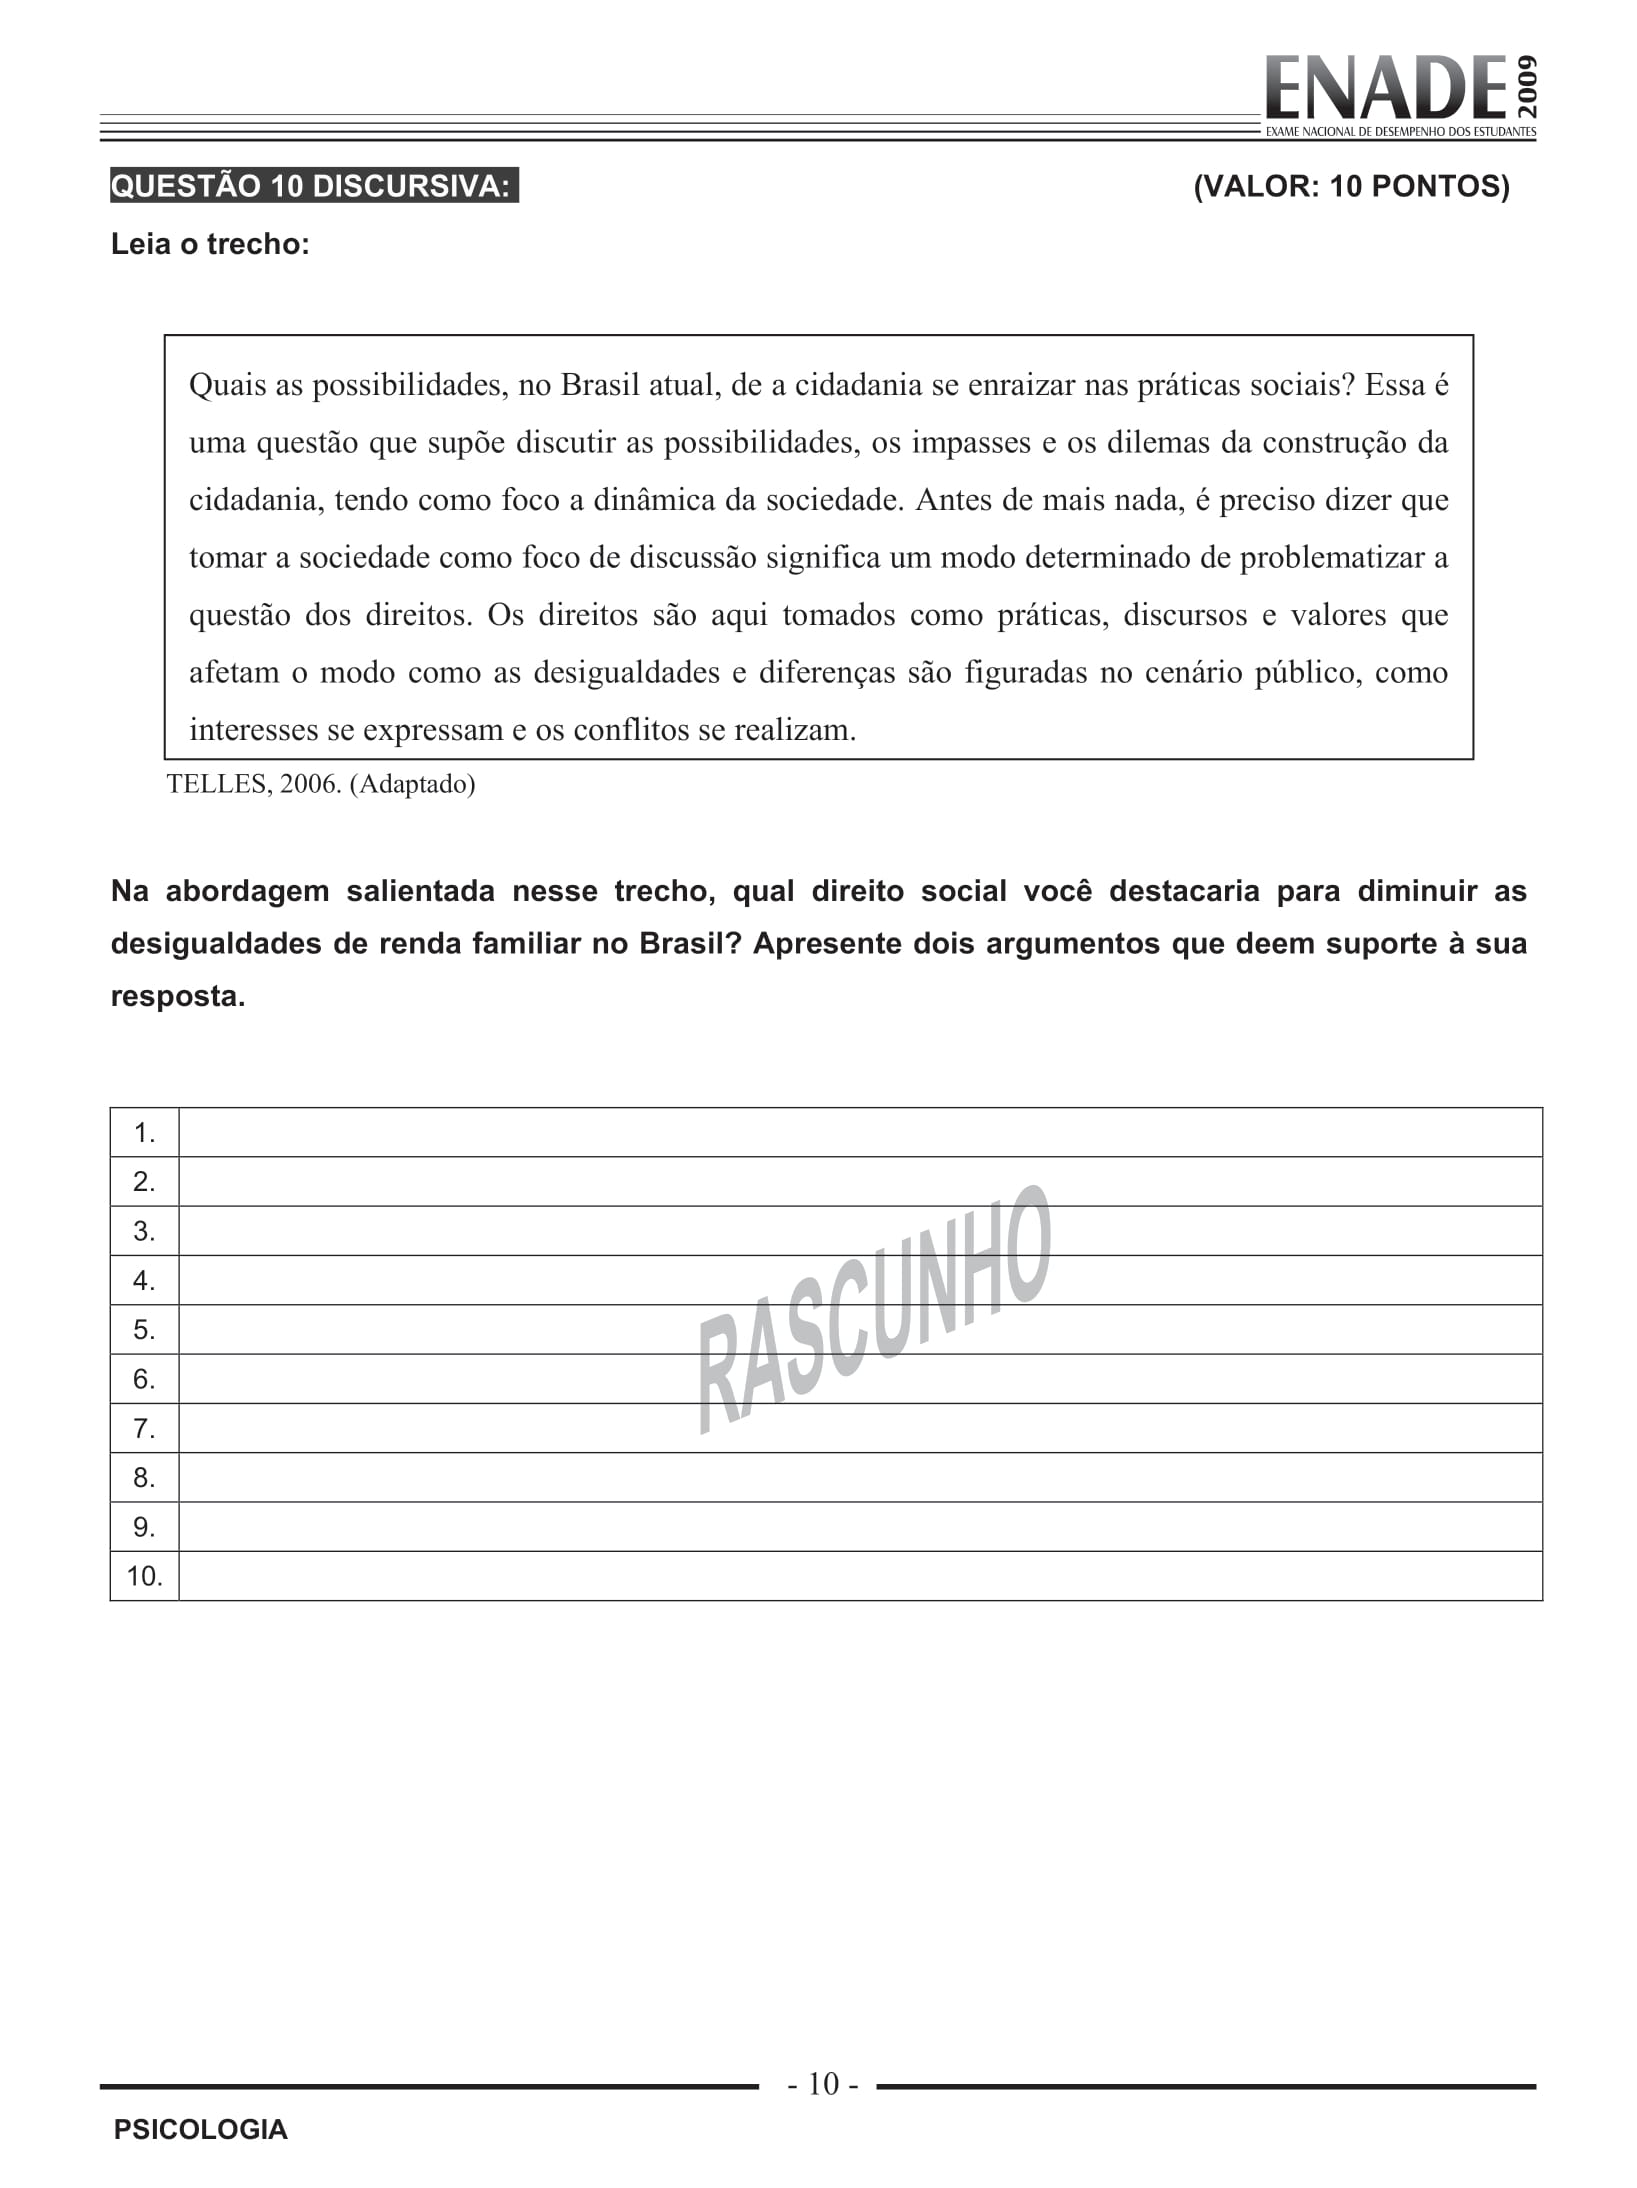 ENADE 2009
EXAME NACIONAL DE DESEMPENHO DOS ESTUDANTES
QUESTÃO 10 DISCURSIVA: (VALOR: 10 PONTOS)
Leia o trecho:
Quais as possibilidades, no Brasil atual, de a cidadania se enraizar nas práticas sociais? Essa é
uma questão que supõe discutir as possibilidades, os impasses e os dilemas da construção da
cidadania, tendo como foco a dinâmica da sociedade. Antes de mais nada, é preciso dizer que
tomar a sociedade como foco de discussão significa um modo determinado de problematizar a
questão dos direitos. Os direitos são aqui tomados como práticas, discursos e valores que
afetam o modo como as desigualdades e diferenças são figuradas no cenário público, como
interesses se expressam e os conflitos se realizam.
TELLES, 2006. (Adaptado)
Na abordagem salientada nesse trecho, qual direito social você destacaria para diminuir as
desigualdades de renda familiar no Brasil? Apresente dois argumentos que deem suporte à sua
resposta.
1.
2.
3.
4.
5.
6.
7.
8.
9.
10.
RASCUNHO
- 10 -
PSICOLOGIA